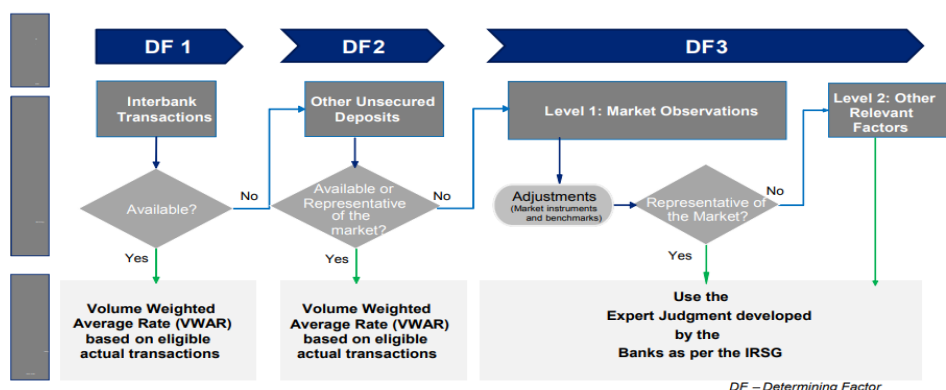 DF 1
DF2
DF3
Interbank
Transactions
Other Unsecured
Deposits
Level 1: Market Observations
Level 2: Other
Relevant
Factors
Available?
No
Available or
Representative
of the
market?
No
Adjustments
(Market instruments
and benchmarks)
Representative of
the Market?
No
Yes
Yes
Yes
Volume Weighted
Average Rate (VWAR)
based on eligible
actual transactions
Volume Weighted
Average Rate (VWAR)
based on eligible
actual transactions
Use the
Expert Judgment developed
by the
Banks as per the IRSG
DF – Determining Factor